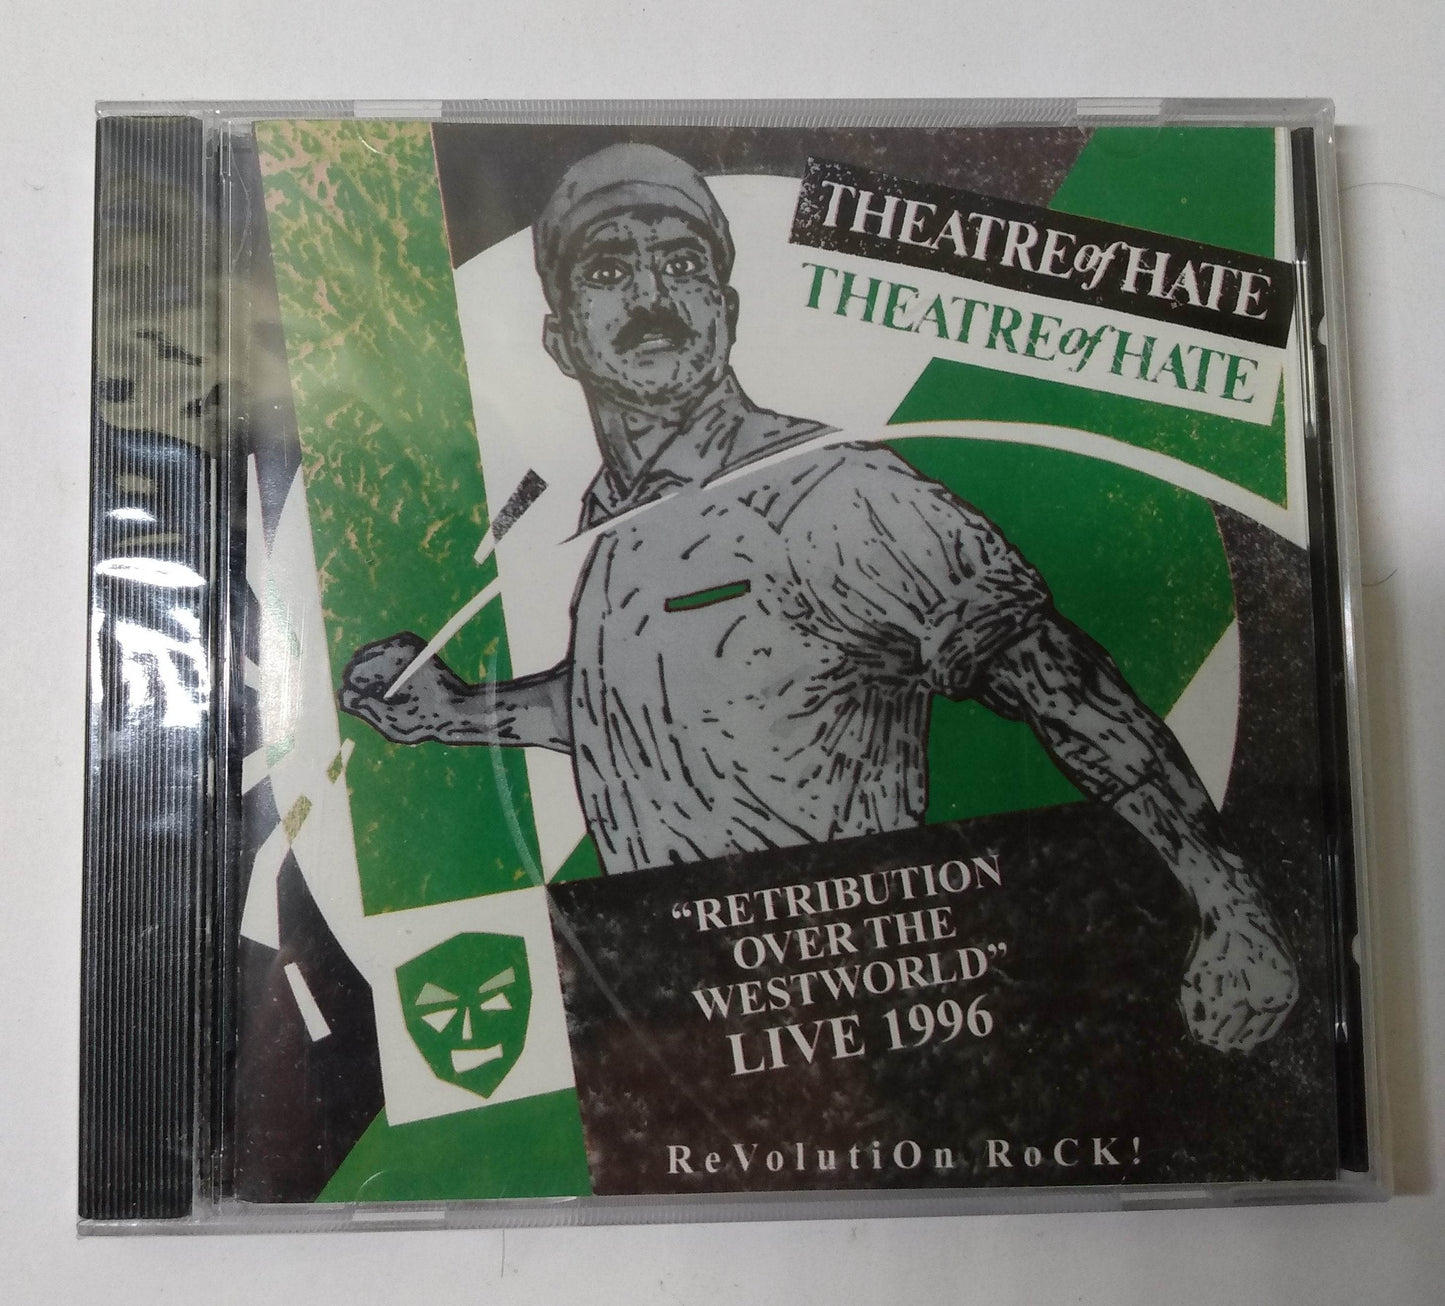 THEATRE of HATE
THEATRE of HATE
“RETRIBUTION
OVER THE
WESTWORLD”
LIVE 1996
ReVolutiOn RoCK!